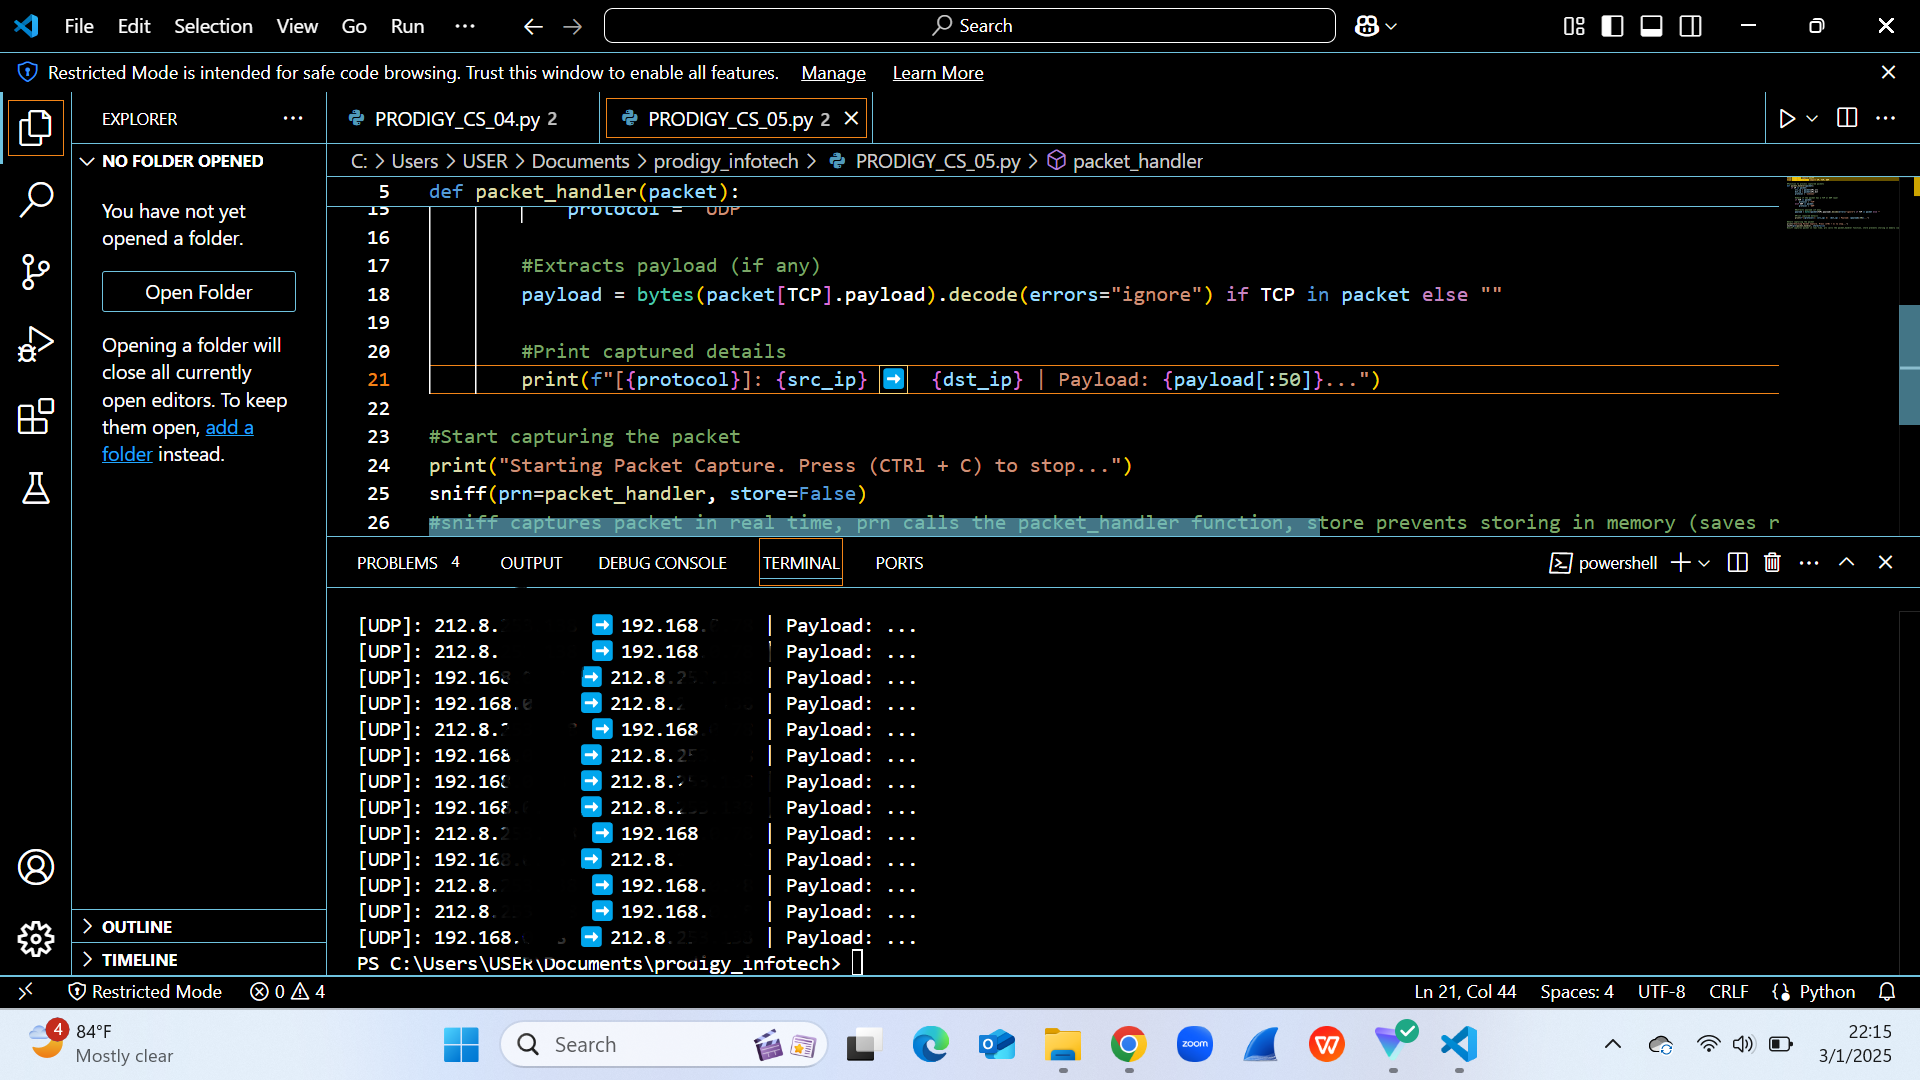 File Edit Selection View Go Run ··· Search
Restricted Mode is intended for safe code browsing. Trust this window to enable all features. Manage Learn More
EXPLORER
NO FOLDER OPENED
You have not yet
opened a folder.
Open Folder
Opening a folder will
close all currently
open editors. To keep
them open, add a
folder instead.
OUTLINE
TIMELINE
PRODIGY_CS_04.py 2 PRODIGY_CS_05.py 2
C: > Users > USER > Documents > prodigy_infotech > PRODIGY_CS_05.py > packet_handler
5 def packet_handler(packet):
15 protocol = "UDP"
16
17 #Extracts payload (if any)
18 payload = bytes(packet[TCP].payload).decode(errors="ignore") if TCP in packet else ""
19
20 #Print captured details
21 print(f"[{protocol}]: {src_ip} ➡️ {dst_ip} | Payload: {payload[:50]}...")
22
23 #Start capturing the packet
24 print("Starting Packet Capture. Press (CTRl + C) to stop...")
25 sniff(prn=packet_handler, store=False)
26 #sniff captures packet in real time, prn calls the packet_handler function, store prevents storing in memory (saves r
PROBLEMS 4 OUTPUT DEBUG CONSOLE TERMINAL PORTS powershell
[UDP]: 212.8. ➡️ 192.168. | Payload: ...
[UDP]: 212.8. ➡️ 192.168 | Payload: ...
[UDP]: 192.168 ➡️ 212.8. | Payload: ...
[UDP]: 192.168. ➡️ 212.8. | Payload: ...
[UDP]: 212.8. ➡️ 192.168 | Payload: ...
[UDP]: 192.168 ➡️ 212.8. | Payload: ...
[UDP]: 192.168 ➡️ 212.8. | Payload: ...
[UDP]: 192.168. ➡️ 212.8. | Payload: ...
[UDP]: 212.8. ➡️ 192.168 | Payload: ...
[UDP]: 192.168 ➡️ 212.8. | Payload: ...
[UDP]: 212.8. ➡️ 192.168. | Payload: ...
[UDP]: 212.8. ➡️ 192.168. | Payload: ...
[UDP]: 192.168. ➡️ 212.8. | Payload: ...
PS C:\Users\USER\Documents\prodigy_infotech>
Restricted Mode 0 4 Ln 21, Col 44 Spaces: 4 UTF-8 CRLF Python
4 84°F
Mostly clear
Search
zoom
22:15
3/1/2025